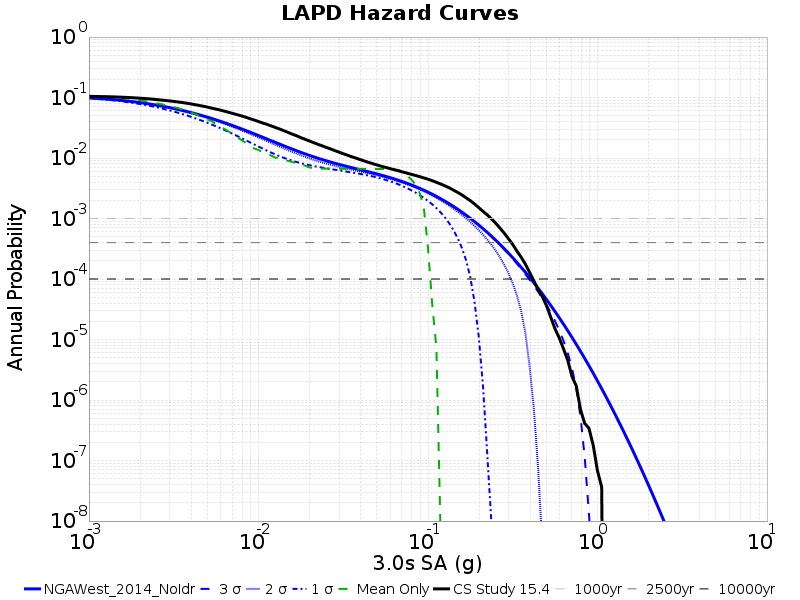 LAPD Hazard Curves
Annual Probability
10^0
10^-1
10^-2
10^-3
10^-4
10^-5
10^-6
10^-7
10^-8
10^-3 10^-2 10^-1 10^0 10^1
3.0s SA (g)
NGAWest_2014_NoIdr 3 σ 2 σ 1 σ Mean Only CS Study 15.4 1000yr 2500yr 10000yr